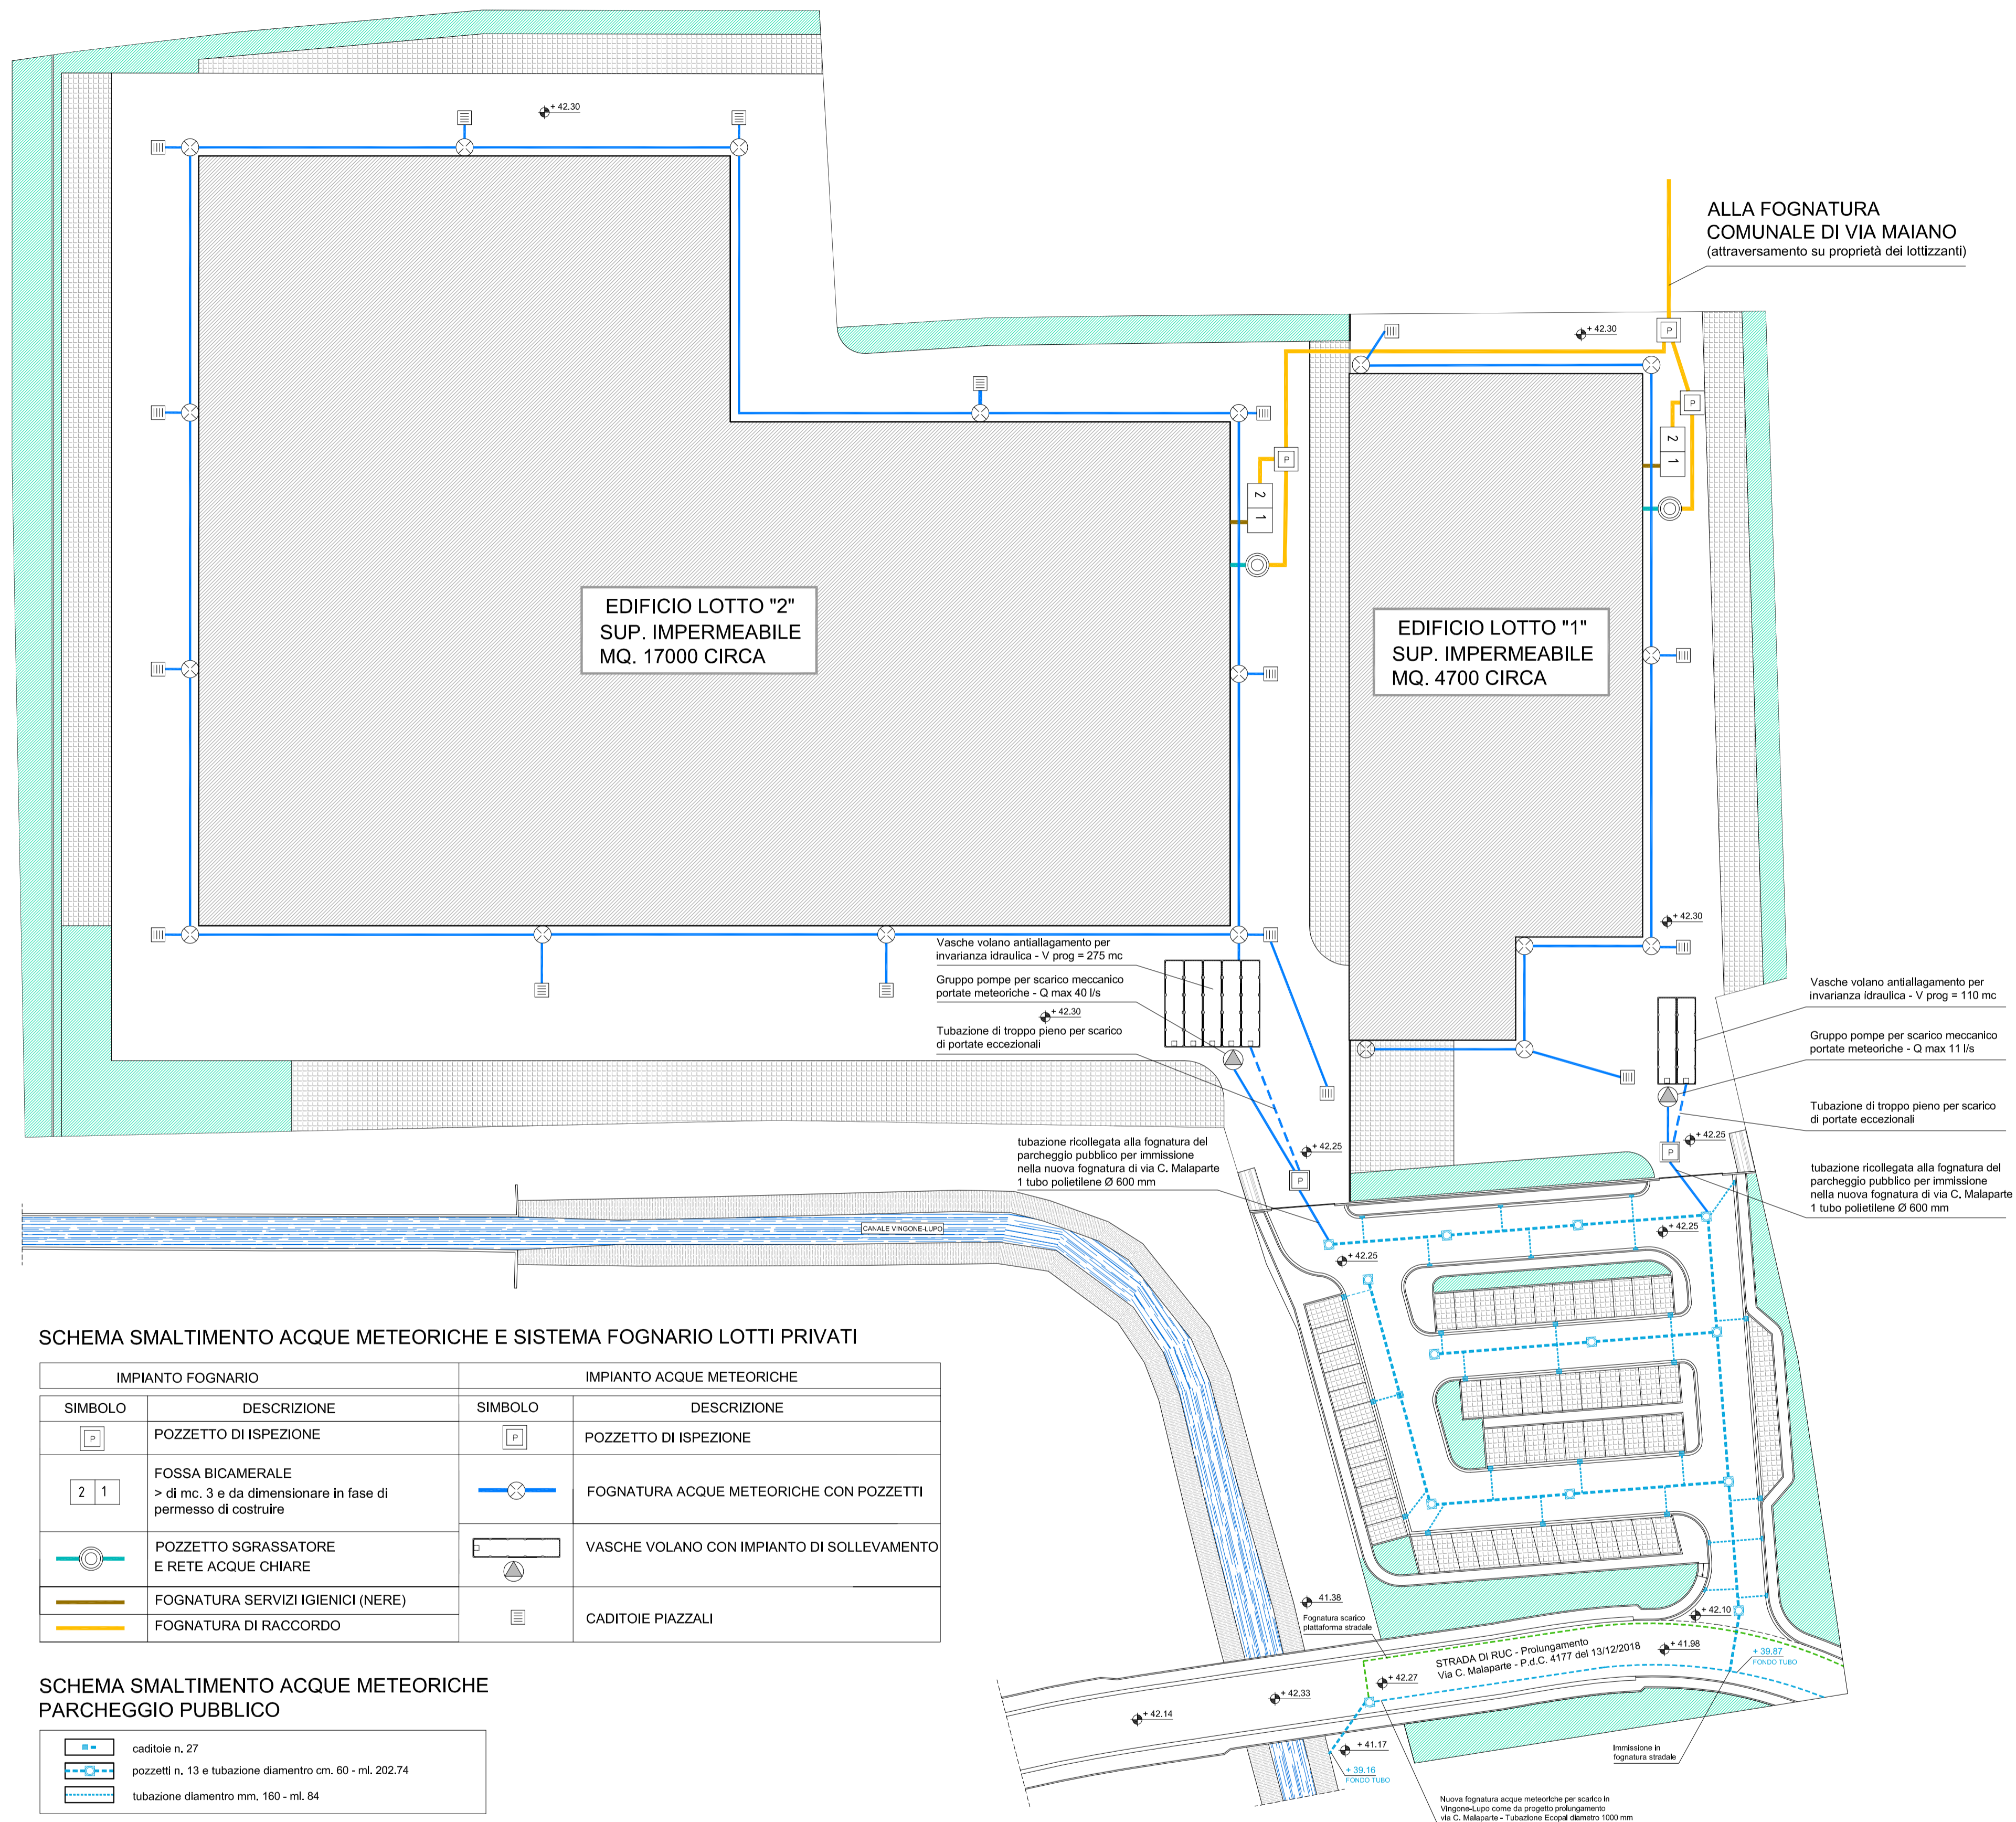 + 42.30
ALLA FOGNATURA
COMUNALE DI VIA MAIANO
(attraversamento su proprietà dei lottizzanti)
P
+ 42.30
P
2
1
P
2
1
EDIFICIO LOTTO "2"
SUP. IMPERMEABILE
MQ. 17000 CIRCA
EDIFICIO LOTTO "1"
SUP. IMPERMEABILE
MQ. 4700 CIRCA
+ 42.30
Vasche volano antiallagamento per
invarianza idraulica - V prog = 275 mc
Gruppo pompe per scarico meccanico
portate meteoriche - Q max 40 l/s
+ 42.30
Tubazione di troppo pieno per scarico
di portate eccezionali
Vasche volano antiallagamento per
invarianza idraulica - V prog = 110 mc
Gruppo pompe per scarico meccanico
portate meteoriche - Q max 11 l/s
Tubazione di troppo pieno per scarico
di portate eccezionali
tubazione ricollegata alla fognatura del
parcheggio pubblico per immissione
nella nuova fognatura di via C. Malaparte
1 tubo polietilene Ø 600 mm
+ 42.25
P
+ 42.25
P
tubazione ricollegata alla fognatura del
parcheggio pubblico per immissione
nella nuova fognatura di via C. Malaparte
1 tubo polietilene Ø 600 mm
CANALE VINGONE-LUPO
+ 42.25
+ 42.25
SCHEMA SMALTIMENTO ACQUE METEORICHE E SISTEMA FOGNARIO LOTTI PRIVATI
IMPIANTO FOGNARIO
IMPIANTO ACQUE METEORICHE
SIMBOLO
DESCRIZIONE
SIMBOLO
DESCRIZIONE
P
POZZETTO DI ISPEZIONE
P
POZZETTO DI ISPEZIONE
2 1
FOSSA BICAMERALE
> di mc. 3 e da dimensionare in fase di
permesso di costruire
FOGNATURA ACQUE METEORICHE CON POZZETTI
POZZETTO SGRASSATORE
E RETE ACQUE CHIARE
VASCHE VOLANO CON IMPIANTO DI SOLLEVAMENTO
FOGNATURA SERVIZI IGIENICI (NERE)
FOGNATURA DI RACCORDO
CADITOIE PIAZZALI
SCHEMA SMALTIMENTO ACQUE METEORICHE
PARCHEGGIO PUBBLICO
caditoie n. 27
pozzetti n. 13 e tubazione diamentro cm. 60 - ml. 202.74
tubazione diamentro mm. 160 - ml. 84
41.38
Fognatura scarico
plattaforma stradale
+ 42.10
STRADA DI RUC - Prolungamento
Via C. Malaparte - P.d.C. 4177 del 13/12/2018
+ 41.98
+ 39.87
FONDO TUBO
+ 42.27
+ 42.33
+ 42.14
+ 41.17
+ 39.16
FONDO TUBO
Immissione in
fognatura stradale
Nuova fognatura acque meteoriche per scarico in
Vingone-Lupo come da progetto prolungamento
via C. Malaparte - Tubazione Ecopal diametro 1000 mm